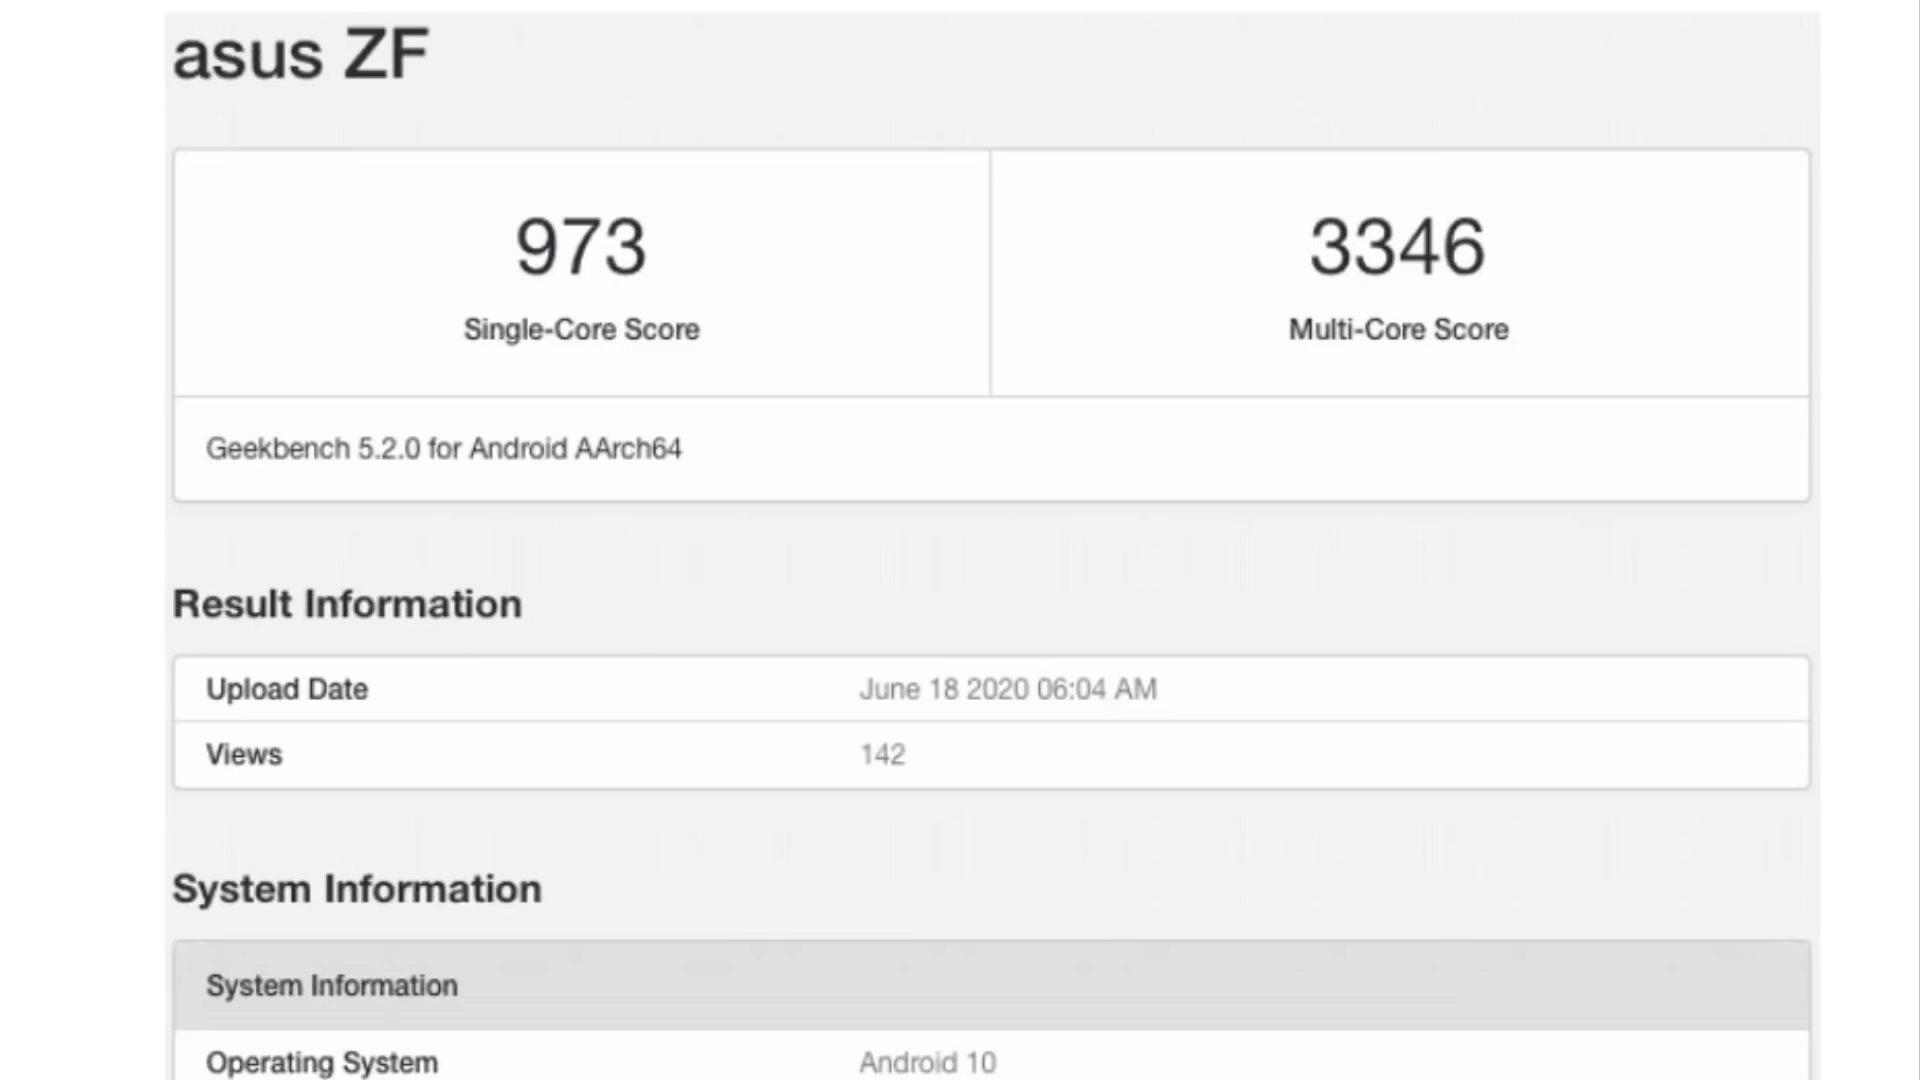 asus ZF
973
Single-Core Score
3346
Multi-Core Score
Geekbench 5.2.0 for Android AArch64
Result Information
Upload Date June 18 2020 06:04 AM
Views 142
System Information
System Information
Operating System Android 10